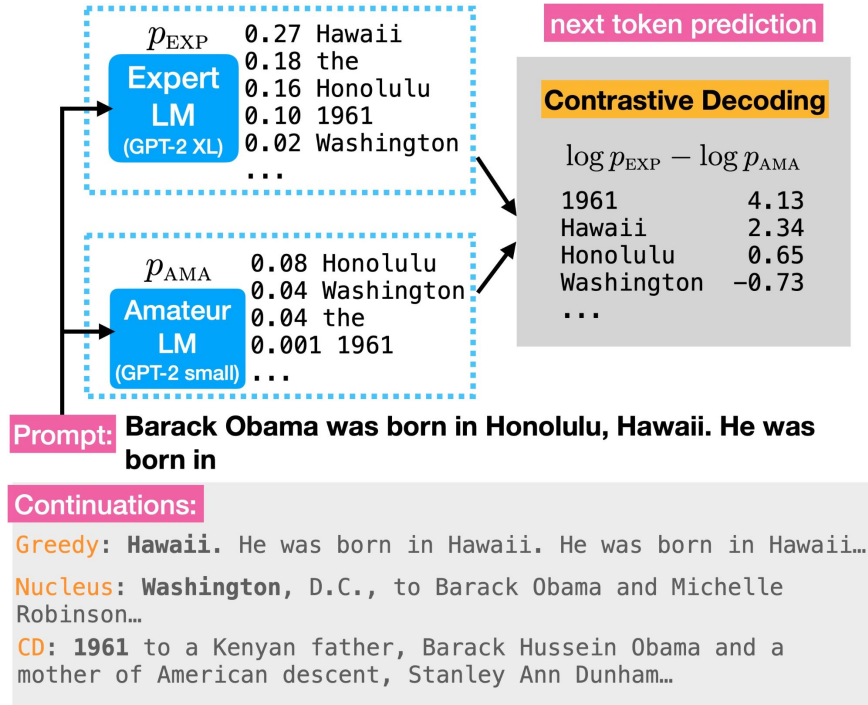 p_EXP
Expert
LM
(GPT-2 XL)
0.27 Hawaii
0.18 the
0.16 Honolulu
0.10 1961
0.02 Washington
...
p_AMA
Amateur
LM
(GPT-2 small)
0.08 Honolulu
0.04 Washington
0.04 the
0.001 1961
...
next token prediction
Contrastive Decoding
log p_EXP − log p_AMA
1961 4.13
Hawaii 2.34
Honolulu 0.65
Washington −0.73
...
Prompt: Barack Obama was born in Honolulu, Hawaii. He was
born in
Continuations:
Greedy: Hawaii. He was born in Hawaii. He was born in Hawaii…
Nucleus: Washington, D.C., to Barack Obama and Michelle
Robinson…
CD: 1961 to a Kenyan father, Barack Hussein Obama and a
mother of American descent, Stanley Ann Dunham…